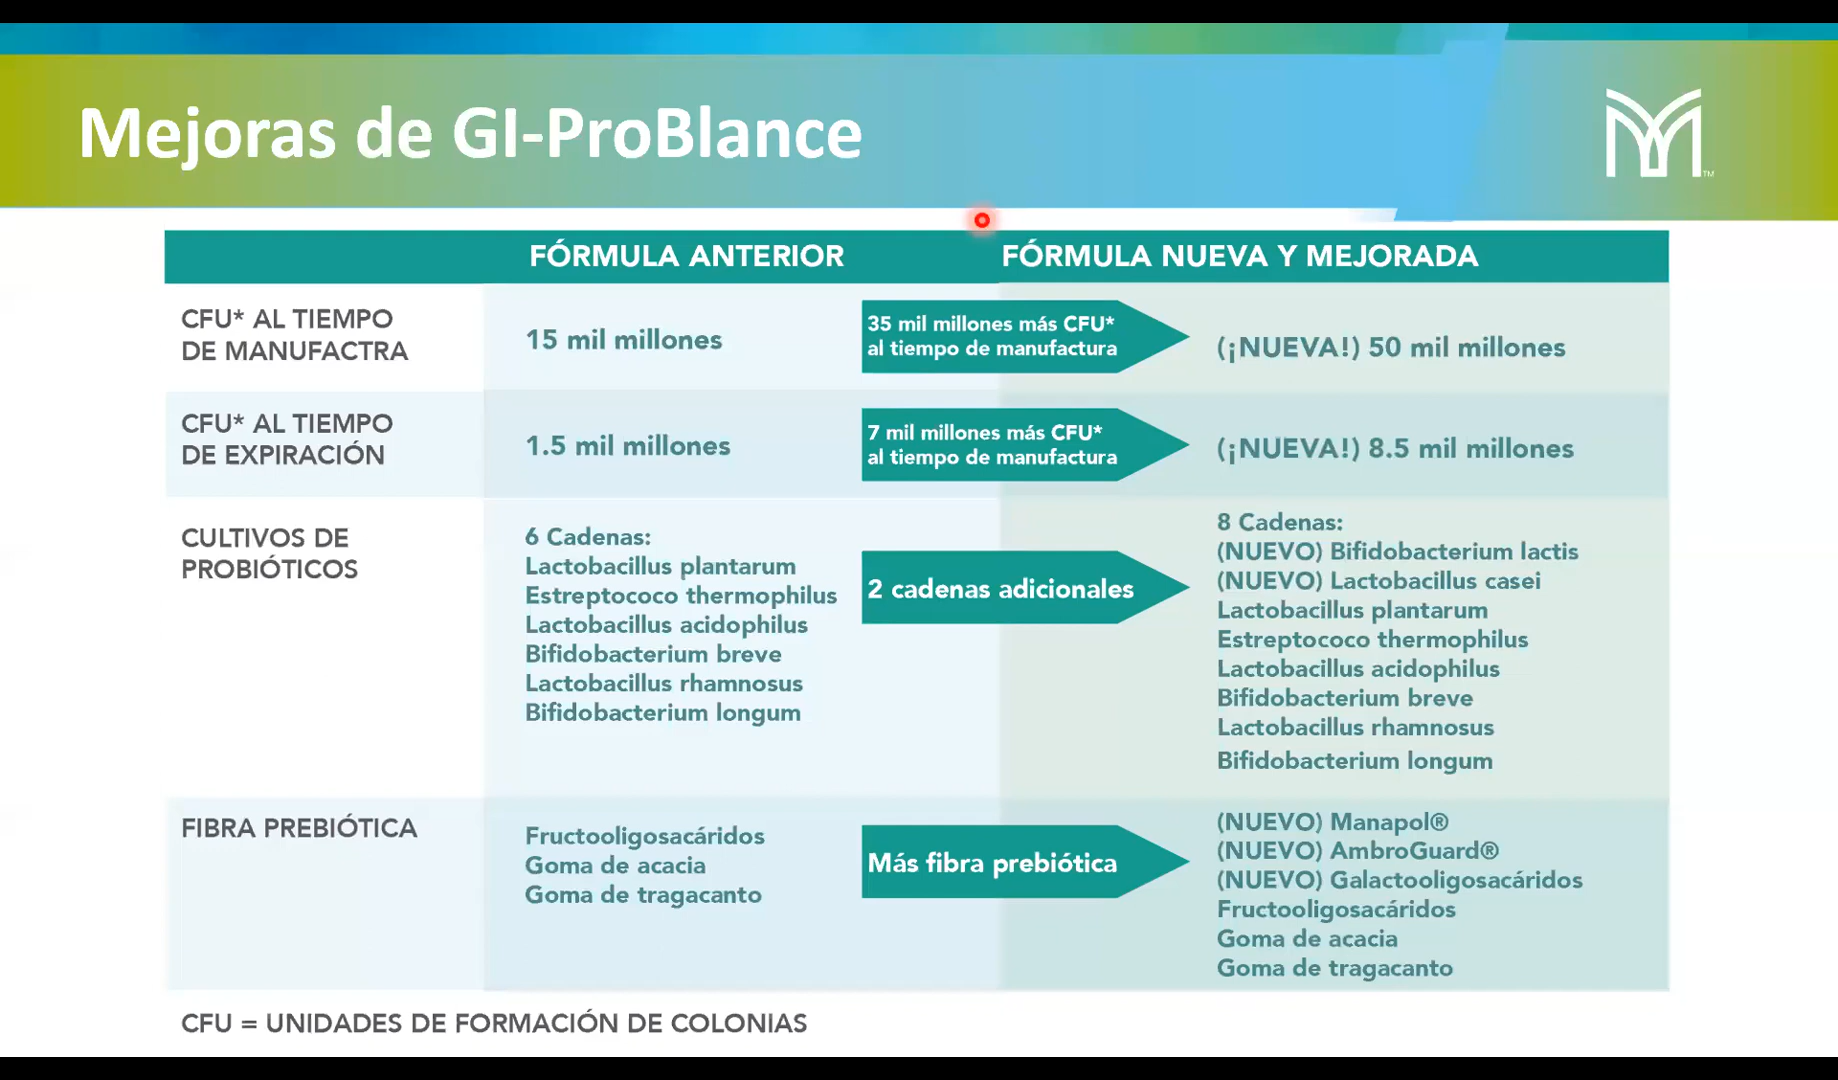 Mejoras de GI-ProBlance
TM
FÓRMULA ANTERIOR
FÓRMULA NUEVA Y MEJORADA
CFU* AL TIEMPO
DE MANUFACTRA
15 mil millones
35 mil millones más CFU*
al tiempo de manufactura
(¡NUEVA!) 50 mil millones
CFU* AL TIEMPO
DE EXPIRACIÓN
1.5 mil millones
7 mil millones más CFU*
al tiempo de manufactura
(¡NUEVA!) 8.5 mil millones
CULTIVOS DE
PROBIÓTICOS
6 Cadenas:
Lactobacillus plantarum
Estreptococo thermophilus
Lactobacillus acidophilus
Bifidobacterium breve
Lactobacillus rhamnosus
Bifidobacterium longum
2 cadenas adicionales
8 Cadenas:
(NUEVO) Bifidobacterium lactis
(NUEVO) Lactobacillus casei
Lactobacillus plantarum
Estreptococo thermophilus
Lactobacillus acidophilus
Bifidobacterium breve
Lactobacillus rhamnosus
Bifidobacterium longum
FIBRA PREBIÓTICA
Fructooligosacáridos
Goma de acacia
Goma de tragacanto
Más fibra prebiótica
(NUEVO) Manapol®
(NUEVO) AmbroGuard®
(NUEVO) Galactooligosacáridos
Fructooligosacáridos
Goma de acacia
Goma de tragacanto
CFU = UNIDADES DE FORMACIÓN DE COLONIAS